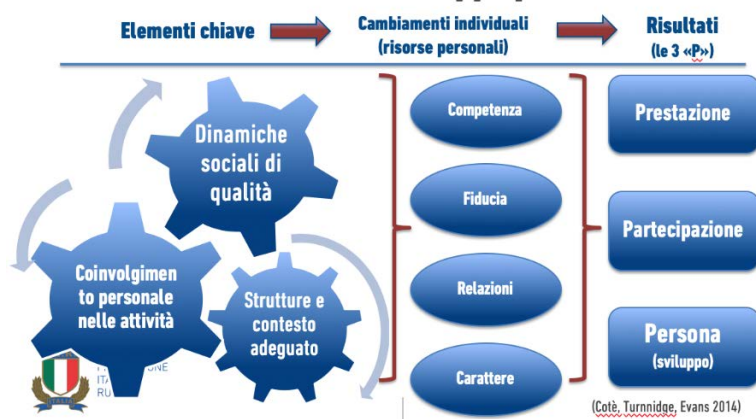 Elementi chiave
Cambiamenti individuali
(risorse personali)
Risultati
(le 3 «P»)
Dinamiche
sociali di
qualità
Coinvolgimen
to personale
nelle attività
Strutture e
contesto
adeguato
Competenza
Fiducia
Relazioni
Carattere
Prestazione
Partecipazione
Persona
(sviluppo)
ITALIA
(Cotè, Turnnidge, Evans 2014)